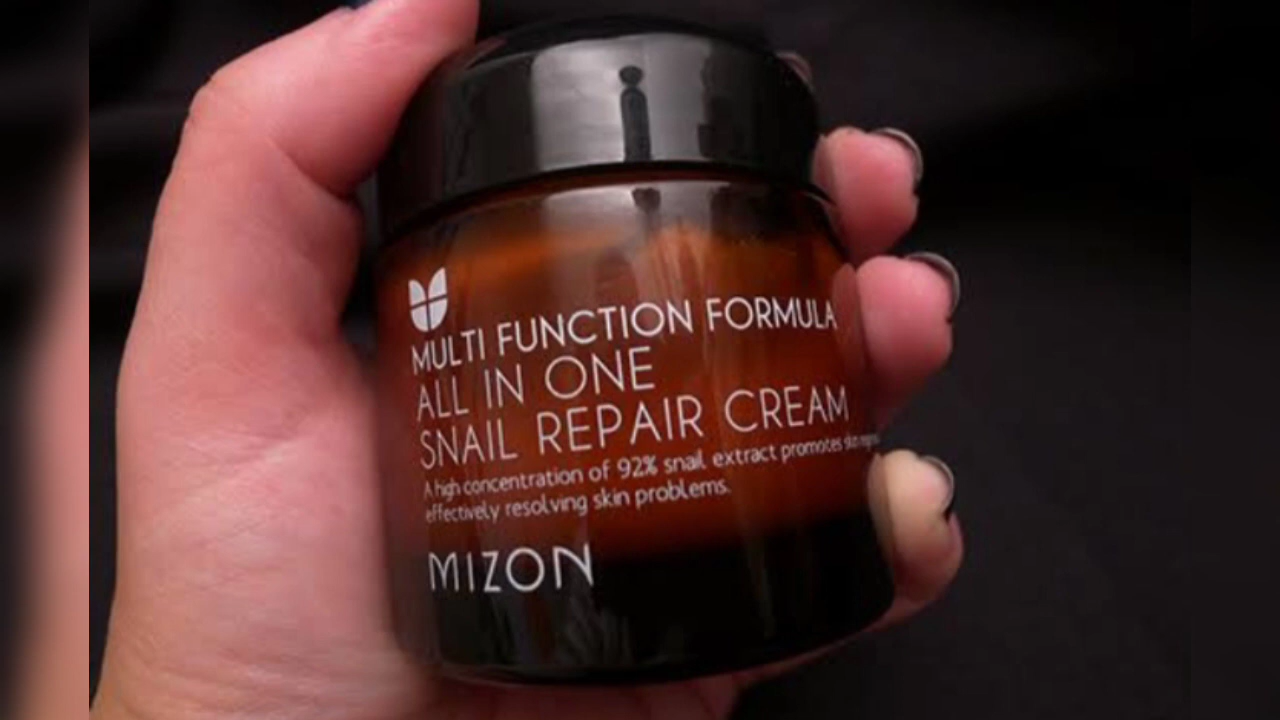 MULTI FUNCTION FORMULA
ALL IN ONE
SNAIL REPAIR CREAM
A high concentration of 92% snail extract promotes skin
effectively resolving skin problems.
MIZON